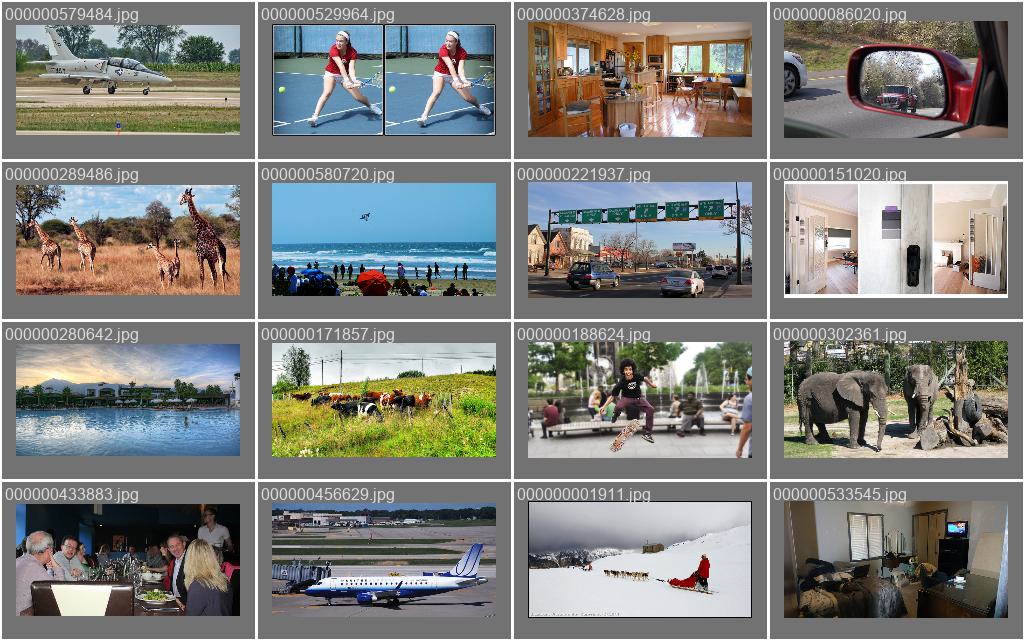 000000579484.jpg
000000529964.jpg
000000374628.jpg
000000086020.jpg
000000289486.jpg
000000580720.jpg
000000221937.jpg
000000151020.jpg
000000280642.jpg
000000171857.jpg
000000188624.jpg
000000302361.jpg
000000433883.jpg
000000456629.jpg
000000001911.jpg
000000533545.jpg